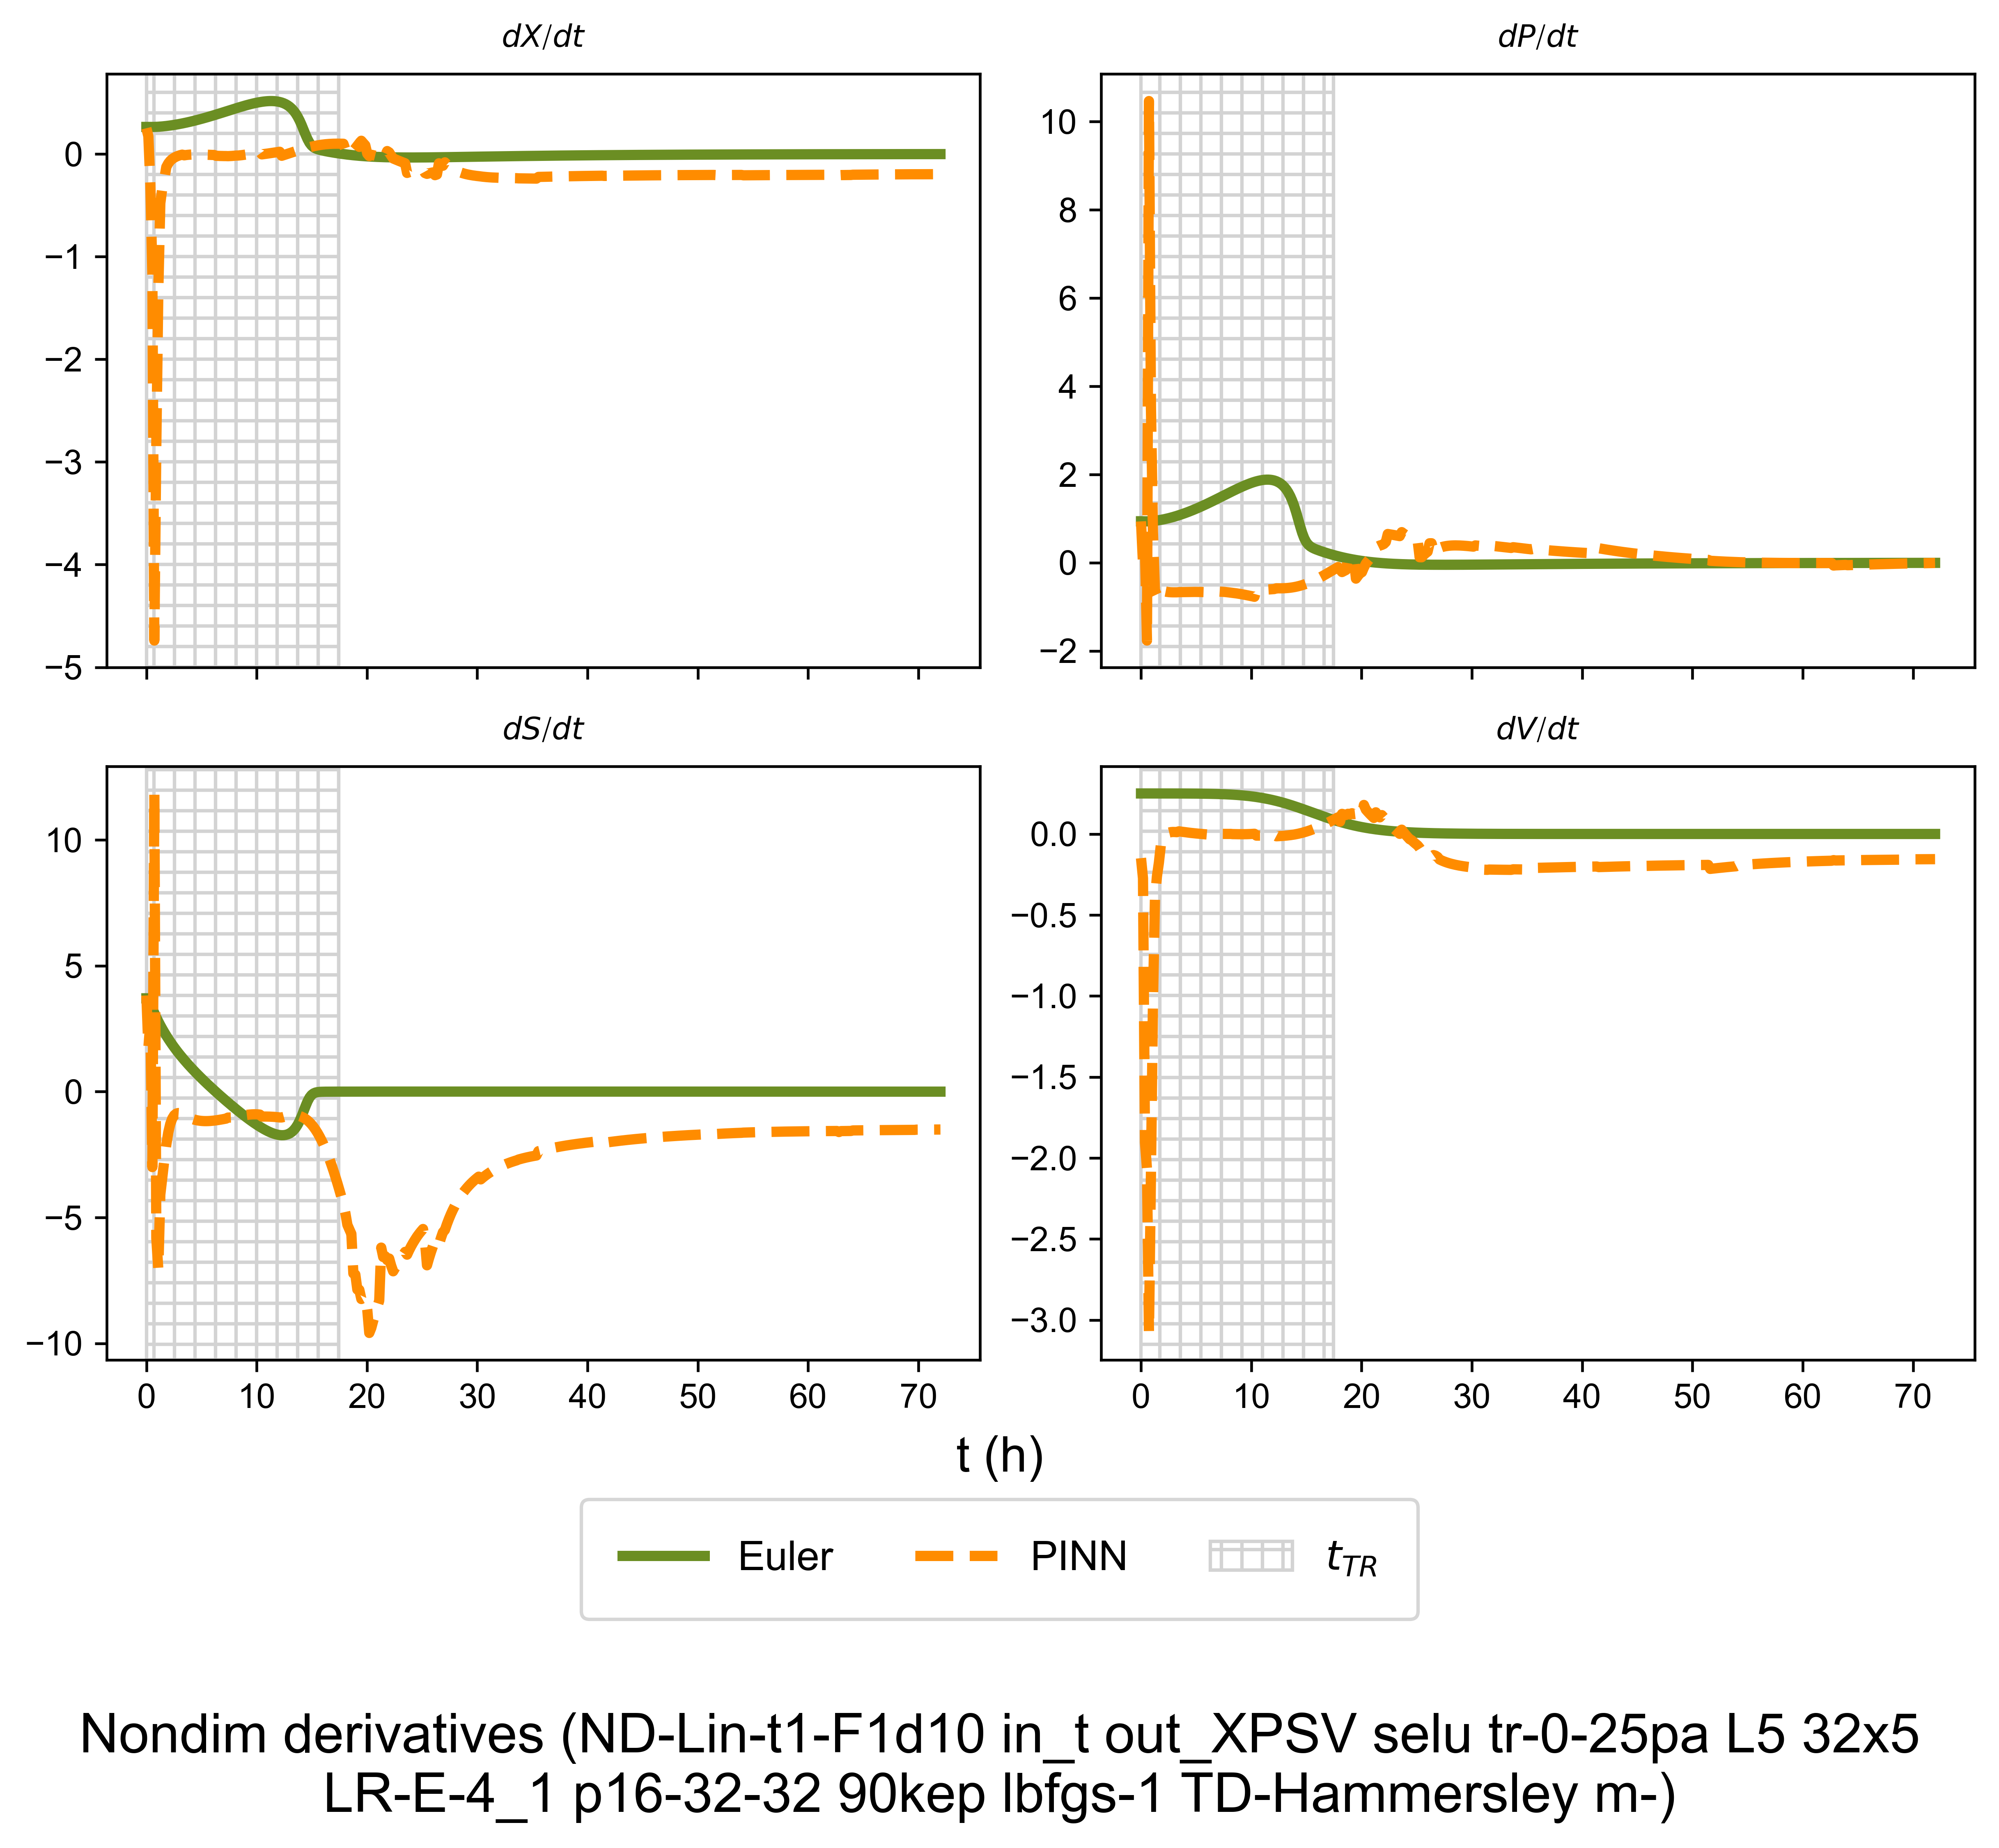 dX/dt
dP/dt
0
−1
−2
−3
−4
−5
10
8
6
4
2
0
−2
dS/dt
dV/dt
10
5
0
−5
−10
0.0
−0.5
−1.0
−1.5
−2.0
−2.5
−3.0
0 10 20 30 40 50 60 70
0 10 20 30 40 50 60 70
t (h)
Euler PINN t_TR
Nondim derivatives (ND-Lin-t1-F1d10 in_t out_XPSV selu tr-0-25pa L5 32x5
LR-E-4_1 p16-32-32 90kep lbfgs-1 TD-Hammersley m-)